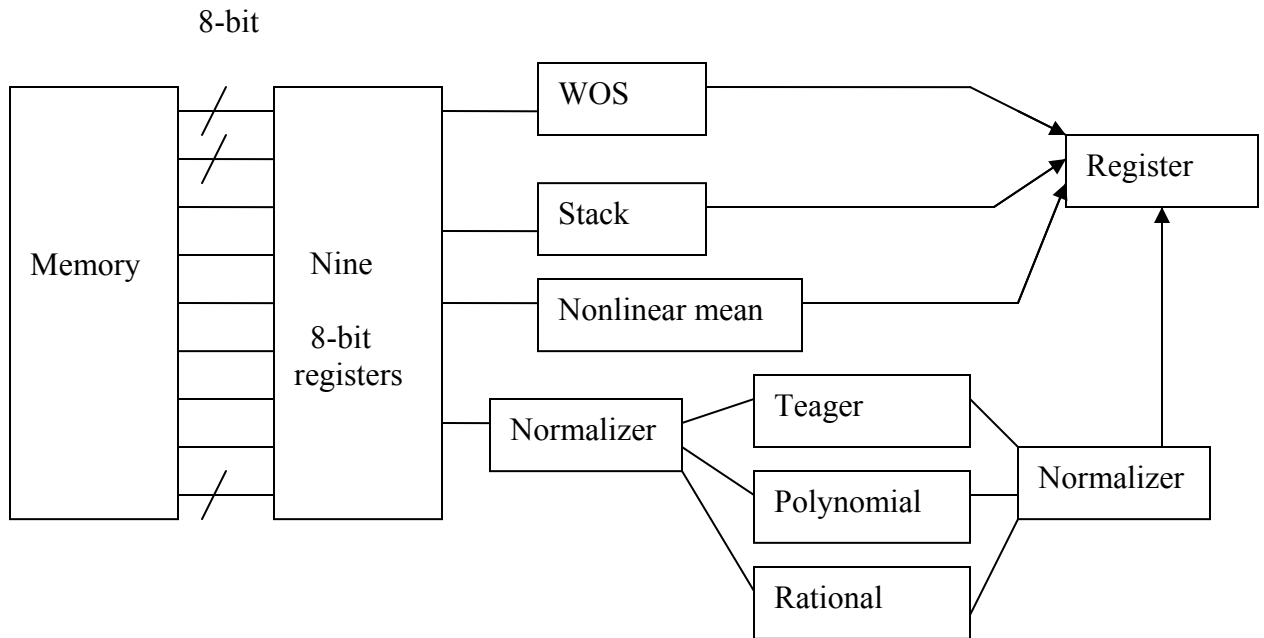 8-bit
WOS
Register
Stack
Memory
Nine
Nonlinear mean
8-bit
registers
Teager
Normalizer
Normalizer
Polynomial
Rational